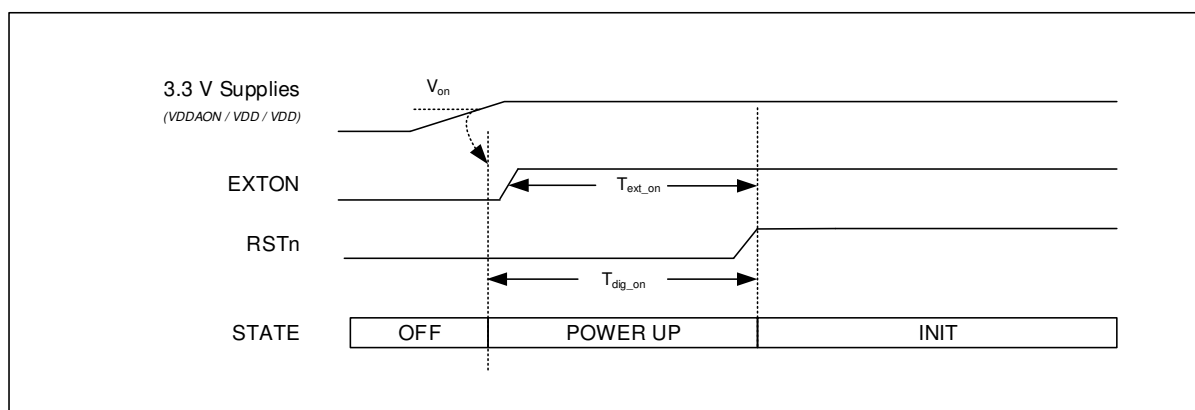 3.3 V Supplies
(VDDAON / VDD / VDD)
Von
EXTON
Text_on
RSTn
Tdig_on
STATE
OFF
POWER UP
INIT